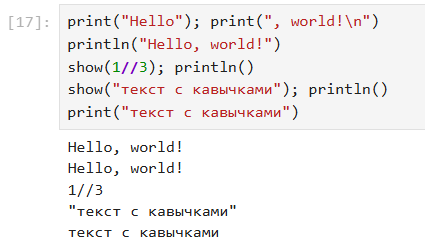 [17]: print("Hello"); print(", world!\n")
println("Hello, world!")
show(1//3); println()
show("текст с кавычками"); println()
print("текст с кавычками")
Hello, world!
Hello, world!
1//3
"текст с кавычками"
текст с кавычками